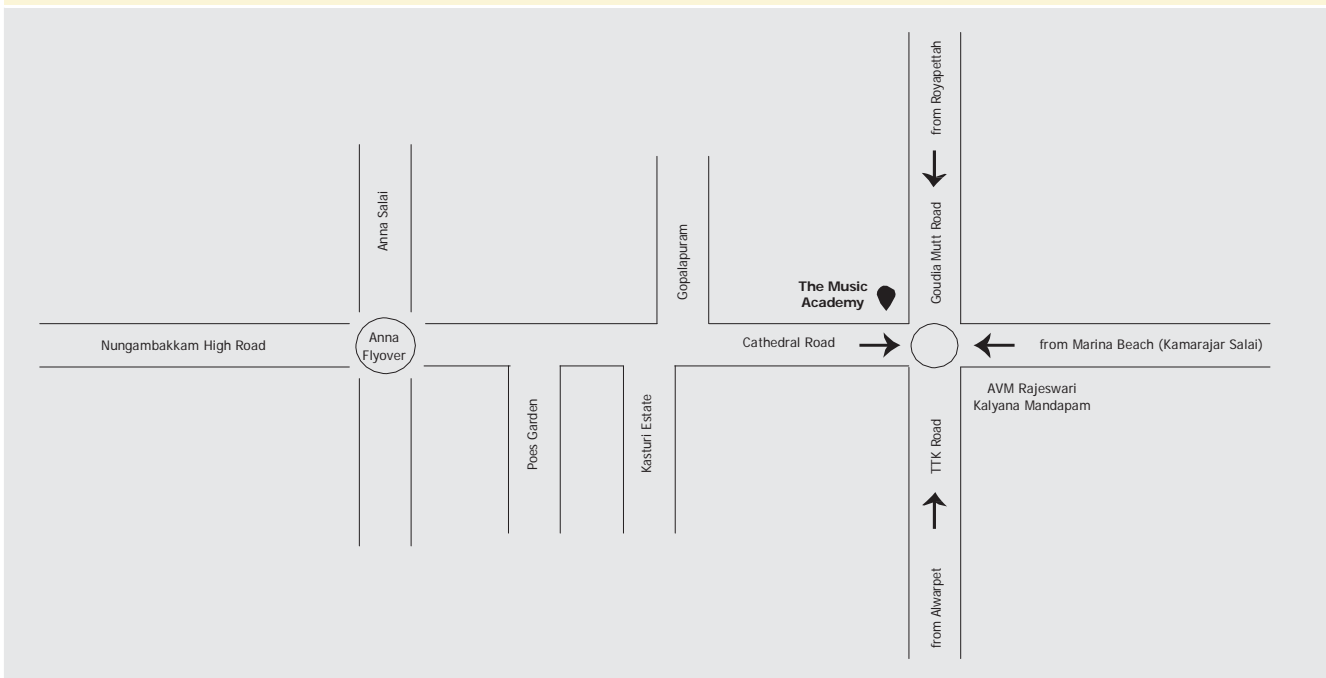 from Royapettah
Anna Salai
Goudia Mutt Road
Gopalapuram
The Music
Academy
Nungambakkam High Road
Anna
Flyover
Cathedral Road
from Marina Beach (Kamarajar Salai)
AVM Rajeswari
Kalyana Mandapam
Poes Garden
Kasturi Estate
TTK Road
from Alwarpet